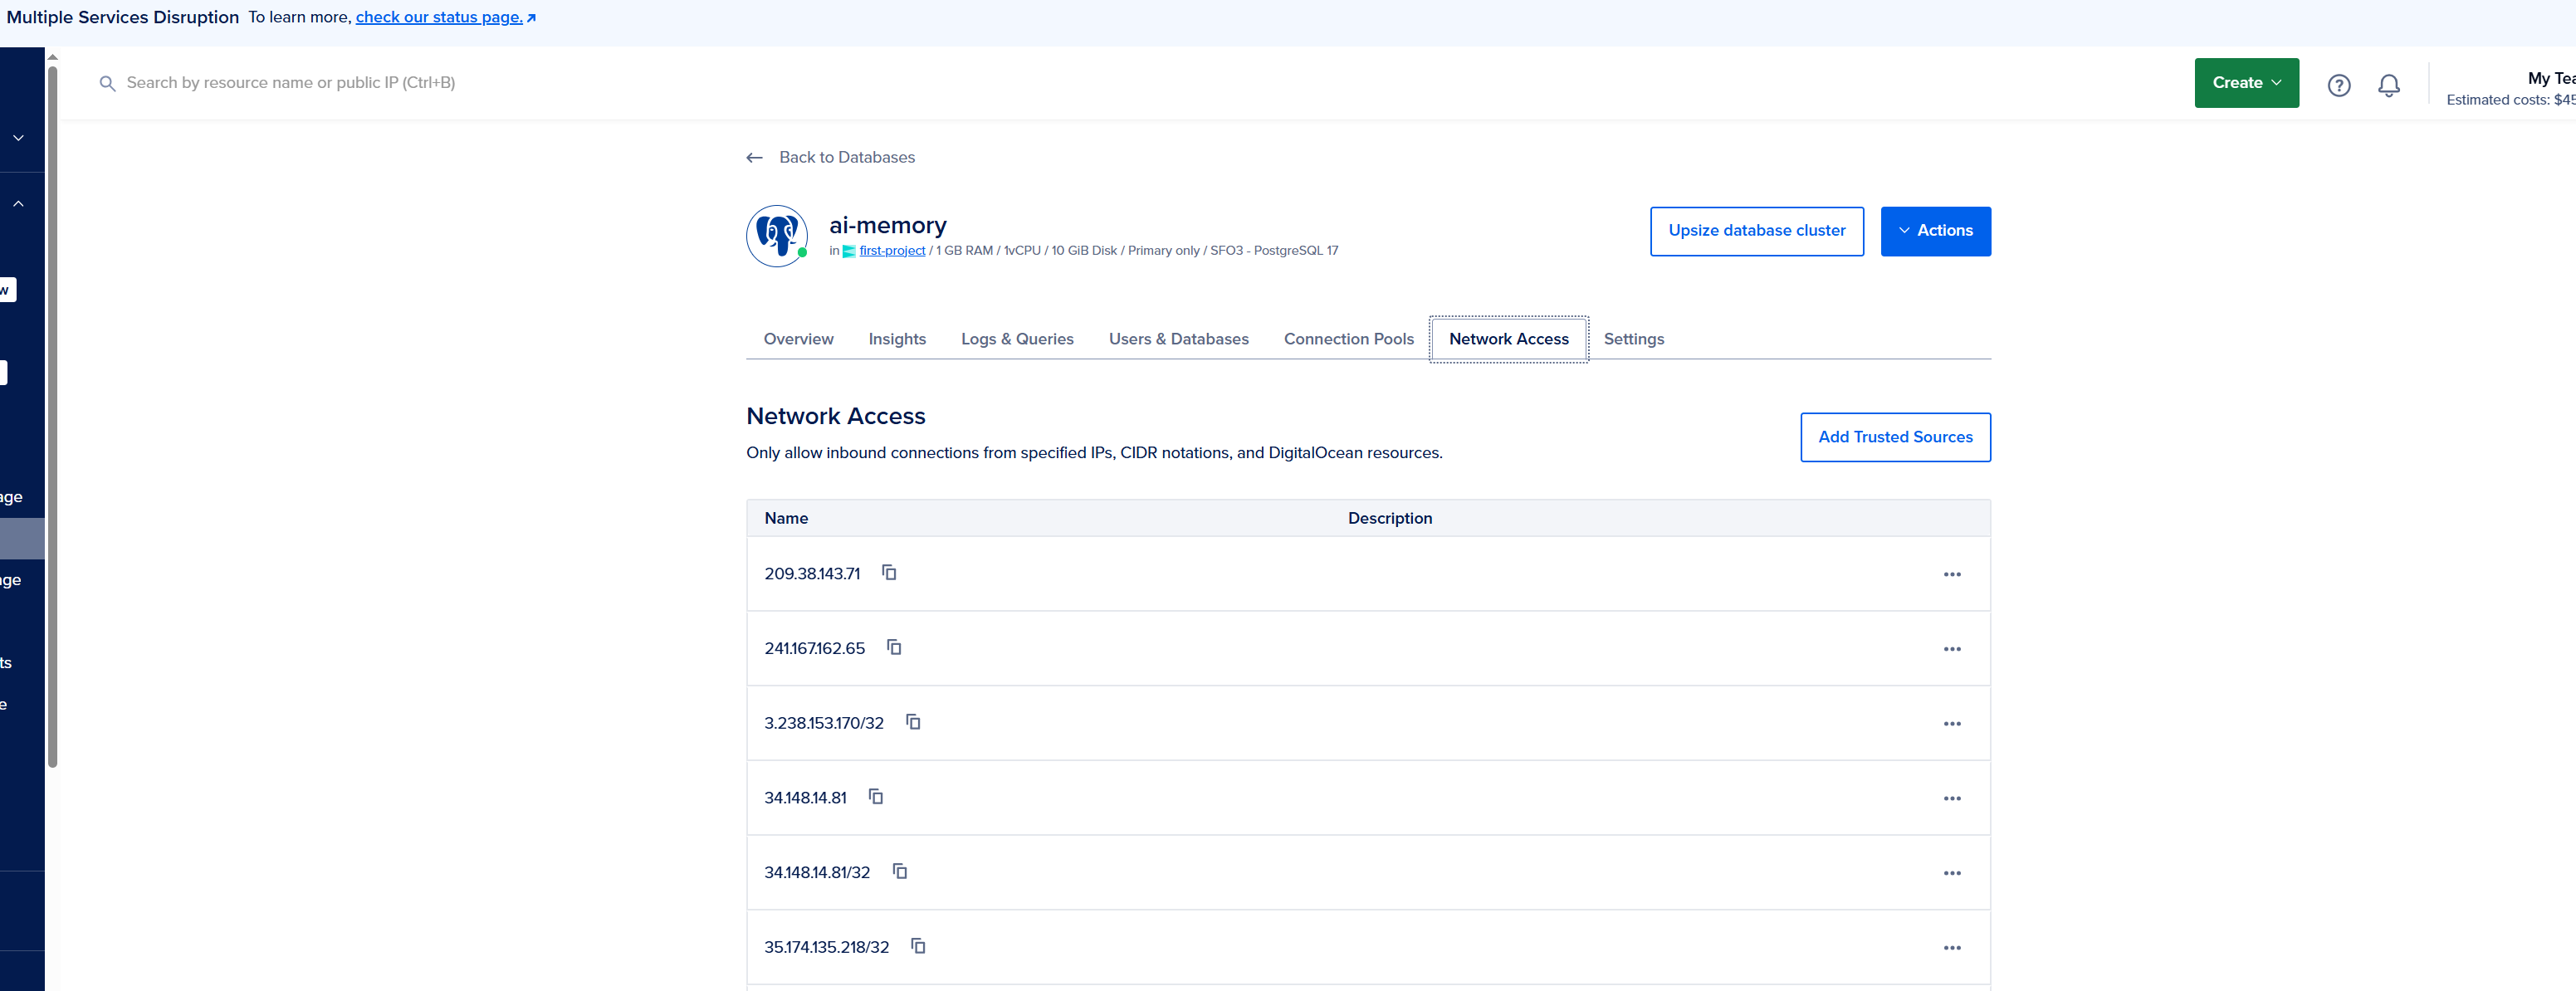 Multiple Services Disruption To learn more, check our status page.
Search by resource name or public IP (Ctrl+B)
Create
My Tea
Estimated costs: $45
Back to Databases
ai-memory
in first-project / 1 GB RAM / 1vCPU / 10 GiB Disk / Primary only / SFO3 - PostgreSQL 17
Upsize database cluster
Actions
Overview Insights Logs & Queries Users & Databases Connection Pools Network Access Settings
Network Access
Only allow inbound connections from specified IPs, CIDR notations, and DigitalOcean resources.
Add Trusted Sources
Name Description
209.38.143.71
241.167.162.65
3.238.153.170/32
34.148.14.81
34.148.14.81/32
35.174.135.218/32